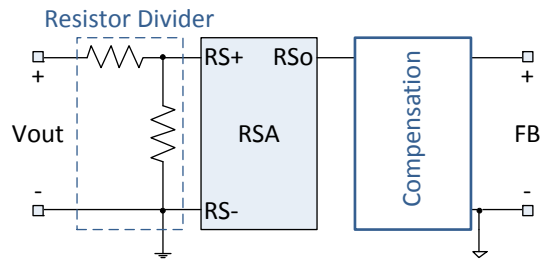 Resistor Divider
+
RS+
RSo
+
Vout
RSA
Compensation
FB
-
RS-
-